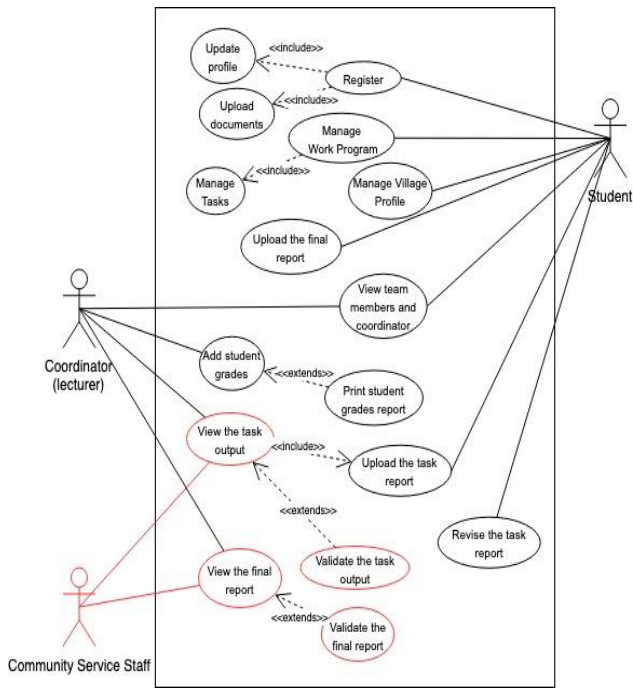 Update
profile
<<include>>
Register
Upload
documents
<<include>>
Manage
Work Program
<<include>>
Manage
Tasks
Manage Village
Profile
Student
Upload the final
report
View team
members and
coordinator
Coordinator
(lecturer)
Add student
grades
<<extends>>
Print student
grades report
View the task
output
<<include>>
Upload the task
report
<<extends>>
Revise the task
report
Validate the task
output
View the final
report
<<extends>>
Validate the
final report
Community Service Staff